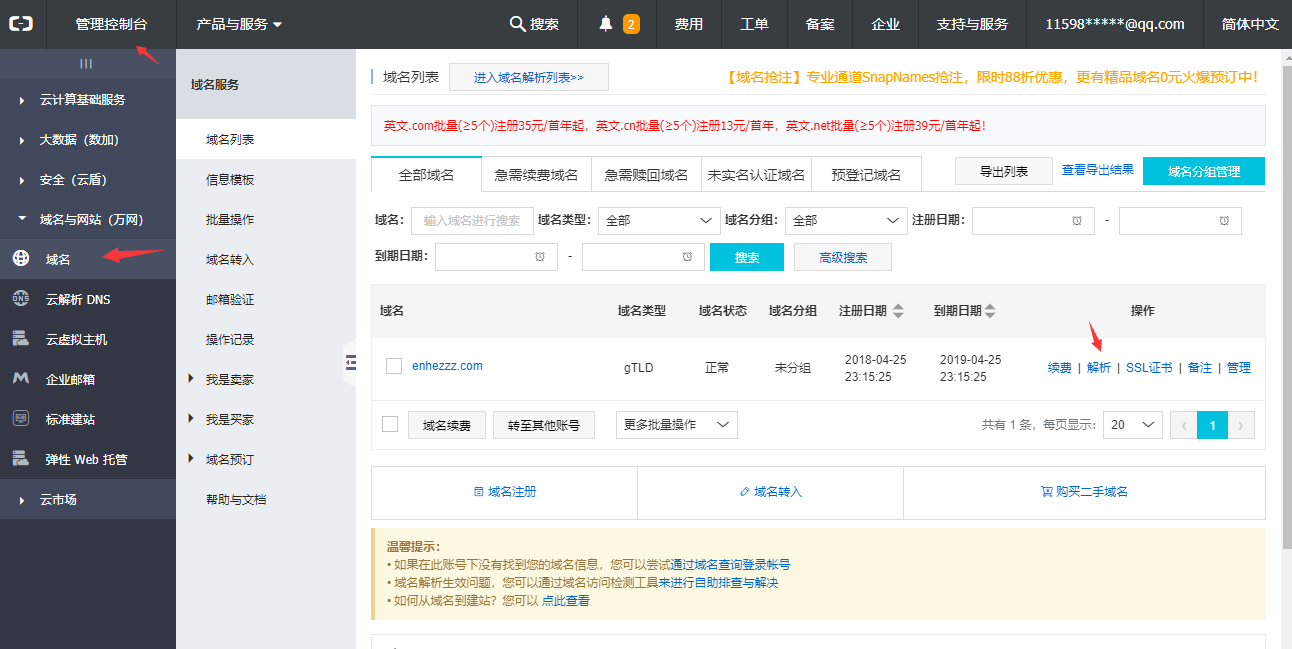 管理控制台 产品与服务 搜索 2 费用 工单 备案 企业 支持与服务 11598*****@qq.com 简体中文
云计算基础服务
大数据（数加）
安全（云盾）
域名与网站（万网）
域名
云解析 DNS
云虚拟主机
企业邮箱
标准建站
弹性 Web 托管
云市场
域名服务
域名列表
信息模板
批量操作
域名转入
邮箱验证
操作记录
我是卖家
我是买家
域名预订
帮助与文档
域名列表 进入域名解析列表>> 【域名抢注】专业通道SnapNames抢注，限时88折优惠，更有精品域名0元火爆预订中！
英文.com批量(≥5个)注册35元/首年起，英文.cn批量(≥5个)注册13元/首年，英文.net批量(≥5个)注册39元/首年起！
全部域名 急需续费域名 急需赎回域名 未实名认证域名 预登记域名 导出列表 查看导出结果 域名分组管理
域名： 输入域名进行搜索 域名类型： 全部 域名分组： 全部 注册日期： -
到期日期： - 搜索 高级搜索
域名 域名类型 域名状态 域名分组 注册日期 到期日期 操作
enhezzz.com gTLD 正常 未分组 2018-04-25 23:15:25 2019-04-25 23:15:25 续费 | 解析 | SSL证书 | 备注 | 管理
域名续费 转至其他账号 更多批量操作 共有 1 条，每页显示： 20 ‹ 1 ›
域名注册 域名转入 购买二手域名
温馨提示：
• 如果在此账号下没有找到您的域名信息，您可以尝试通过域名查询登录帐号
• 域名解析生效问题，您可以通过域名访问检测工具来进行自助排查与解决
• 如何从域名到建站？您可以 点此查看